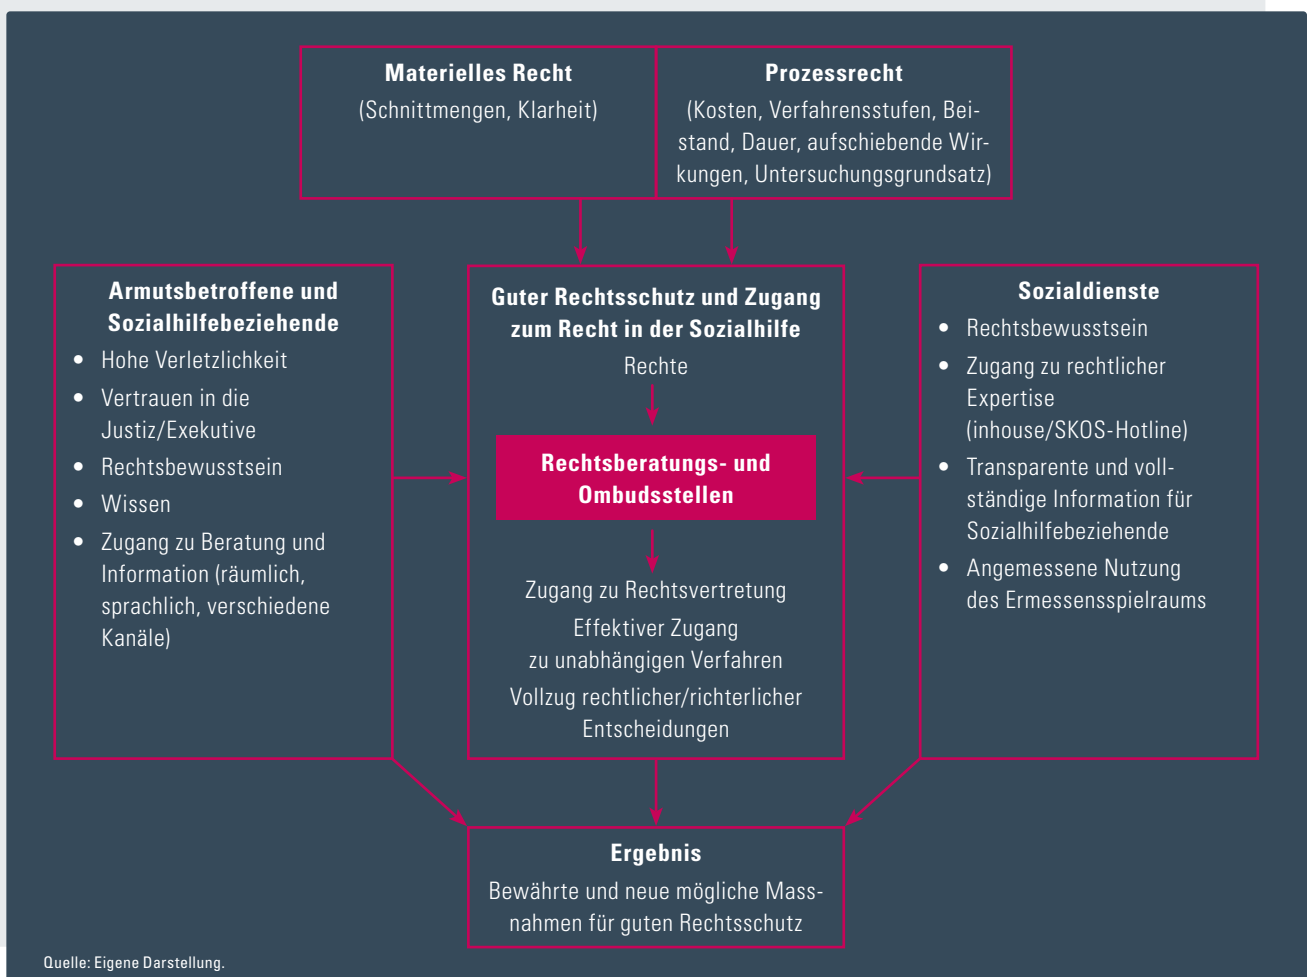 Materielles Recht
(Schnittmengen, Klarheit)
Prozessrecht
(Kosten, Verfahrensstufen, Bei-
stand, Dauer, aufschiebende Wir-
kungen, Untersuchungsgrundsatz)
Armutsbetroffene und
Sozialhilfebeziehende
• Hohe Verletzlichkeit
• Vertrauen in die
Justiz/Exekutive
• Rechtsbewusstsein
• Wissen
• Zugang zu Beratung und
Information (räumlich,
sprachlich, verschiedene
Kanäle)
Guter Rechtsschutz und Zugang
zum Recht in der Sozialhilfe
Rechte
Rechtsberatungs- und
Ombudsstellen
Zugang zu Rechtsvertretung
Effektiver Zugang
zu unabhängigen Verfahren
Vollzug rechtlicher/richterlicher
Entscheidungen
Sozialdienste
• Rechtsbewusstsein
• Zugang zu rechtlicher
Expertise
(inhouse/SKOS-Hotline)
• Transparente und voll-
ständige Information für
Sozialhilfebeziehende
• Angemessene Nutzung
des Ermessensspielraums
Ergebnis
Bewährte und neue mögliche Mass-
nahmen für guten Rechtsschutz
Quelle: Eigene Darstellung.